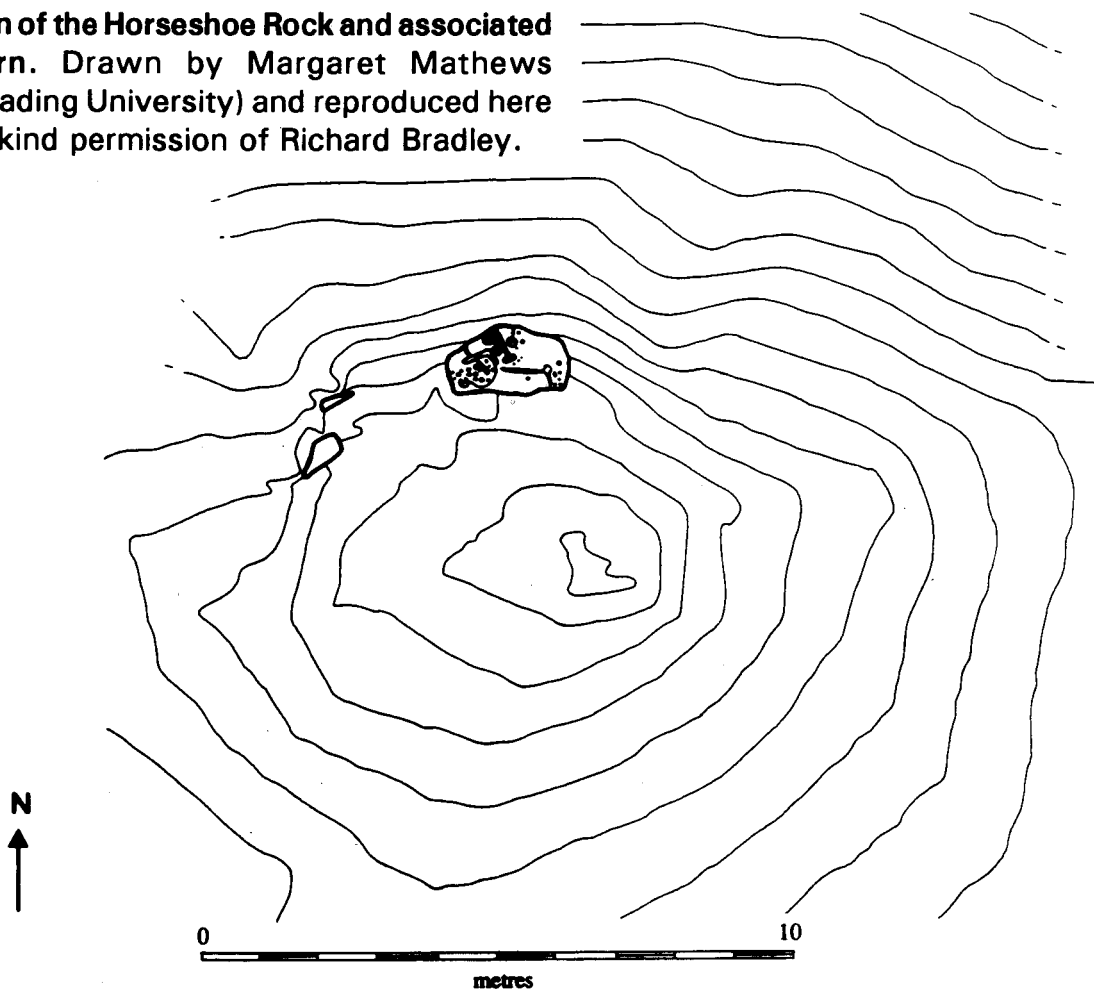 n of the Horseshoe Rock and associated
rn. Drawn by Margaret Mathews
ading University) and reproduced here
kind permission of Richard Bradley.
N
0 10
metres